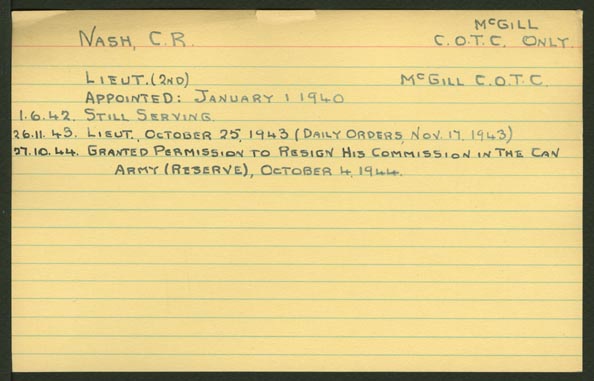 McGILL
NASH, C.R. C.O.T.C. ONLY.
LIEUT. (2ND) McGILL C.O.T.C.
APPOINTED: JANUARY 1 1940
1.6.42. STILL SERVING.
26.11.43. LIEUT., OCTOBER 25, 1943 (DAILY ORDERS, NOV. 17, 1943)
27.10.44. GRANTED PERMISSION TO RESIGN HIS COMMISSION IN THE CAN
ARMY (RESERVE), OCTOBER 4, 1944.